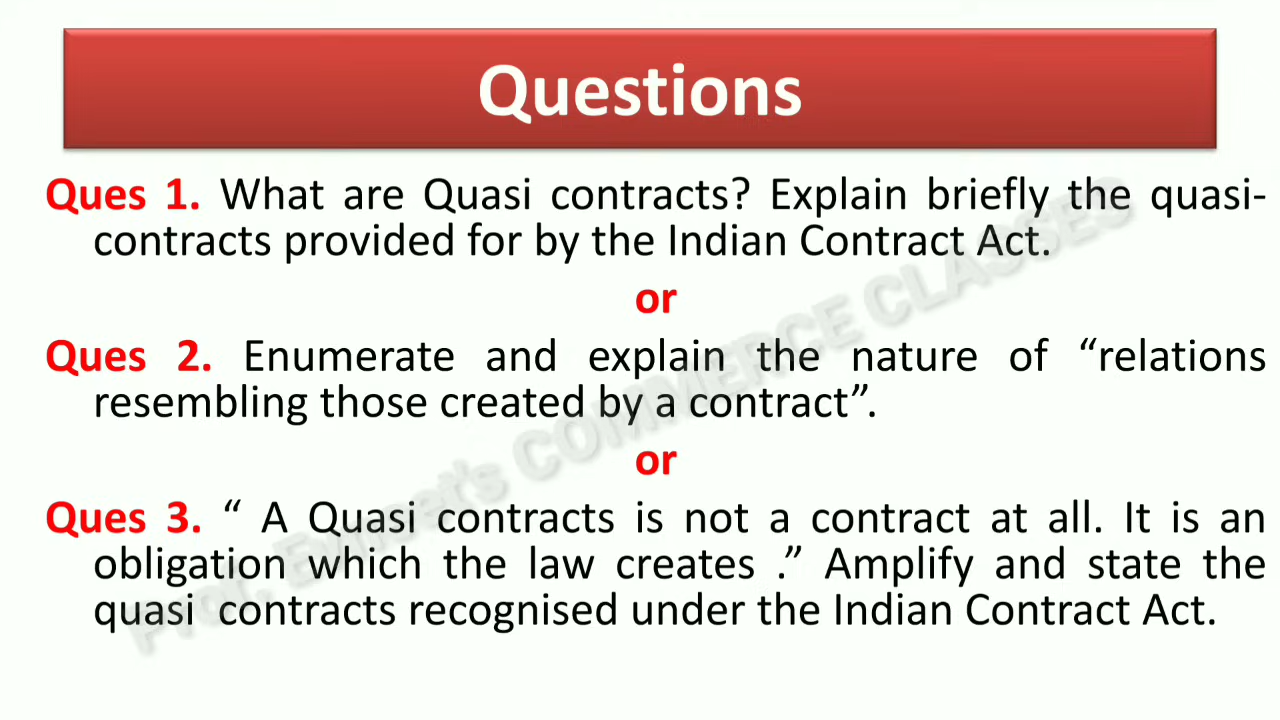 Questions
Ques 1. What are Quasi contracts? Explain briefly the quasi-
contracts provided for by the Indian Contract Act.
or
Ques 2. Enumerate and explain the nature of “relations
resembling those created by a contract”.
or
Ques 3. “ A Quasi contracts is not a contract at all. It is an
obligation which the law creates .” Amplify and state the
quasi contracts recognised under the Indian Contract Act.
COMMERCE CLASSES